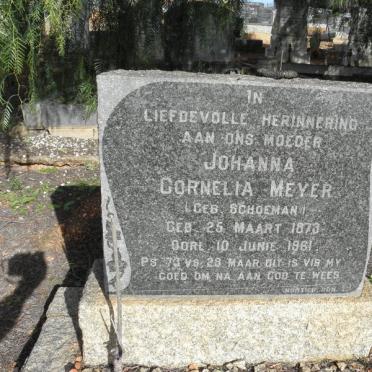 IN
LIEFDEVOLLE HERINNERING
AAN ONS MOEDER
JOHANNA
CORNELIA MEYER
(GEB. SCHOEMAN)
GEB. 25 MAART 1873
OORL. 10 JUNIE 1961
PS. 73 VS. 28 MAAR DIT IS VIR MY
GOED OM NA AAN GOD TE WEES